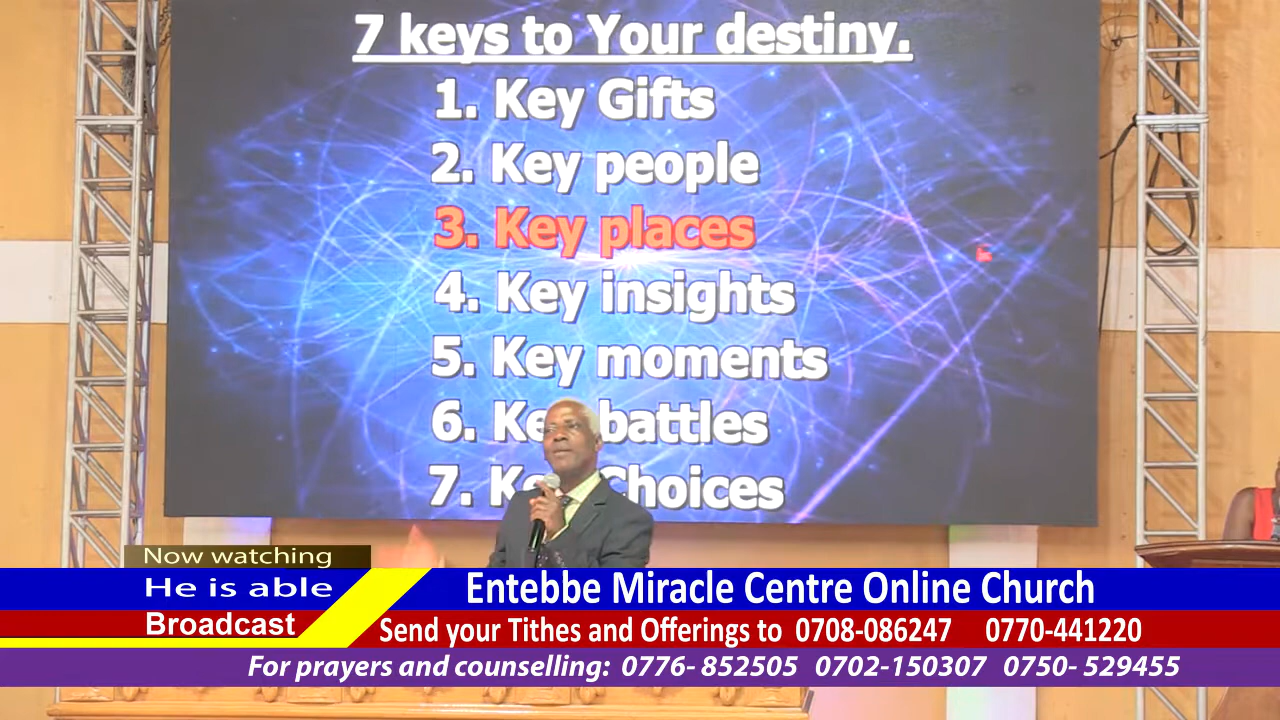 7 keys to Your destiny.
1. Key Gifts
2. Key people
3. Key places
4. Key insights
5. Key moments
6. Key battles
7. Key Choices
Now watching
He is able
Broadcast
Entebbe Miracle Centre Online Church
Send your Tithes and Offerings to 0708-086247 0770-441220
For prayers and counselling: 0776- 852505 0702-150307 0750- 529455